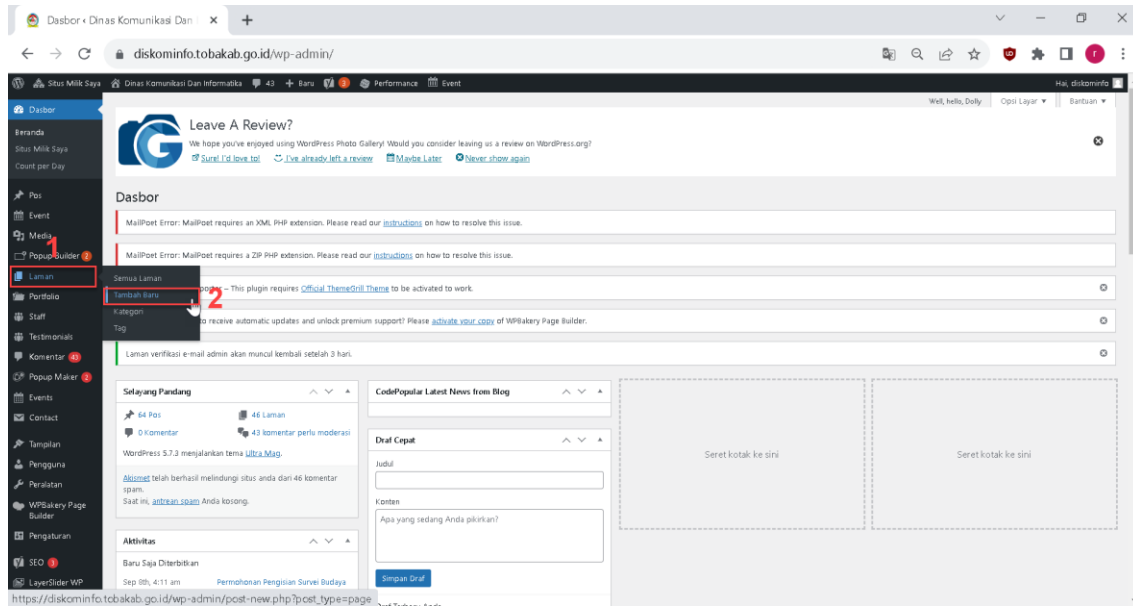 Dasbor ‹ Dinas Komunikasi Dan
diskominfo.tobakab.go.id/wp-admin/
r
Situs Milik Saya Dinas Komunikasi Dan Informatika 43 + Baru 3 Performance Event Hai, diskominfo
Well, hello, Dolly Opsi Layar ▼ Bantuan ▼
Dasbor
Beranda
Situs Milik Saya
Count per Day
Pos
Event
Media
1
Popup Builder 2
Laman
Portfolio
Staff
Testimonials
Komentar 43
Popup Maker 2
Events
Contact
Tampilan
Pengguna
Peralatan
WPBakery Page
Builder
Pengaturan
SEO 3
LayerSlider WP
Semua Laman
Tambah Baru
2
Kategori
Tag
Leave A Review?
We hope you've enjoyed using WordPress Photo Gallery! Would you consider leaving us a review on WordPress.org?
Sure! I'd love to! I've already left a review Maybe Later Never show again
Dasbor
MailPoet Error: MailPoet requires an XML PHP extension. Please read our instructions on how to resolve this issue.
MailPoet Error: MailPoet requires a ZIP PHP extension. Please read our instructions on how to resolve this issue.
– This plugin requires Official ThemeGrill Theme to be activated to work.
to receive automatic updates and unlock premium support? Please activate your copy of WPBakery Page Builder.
Laman verifikasi e-mail admin akan muncul kembali setelah 3 hari.
Selayang Pandang
64 Pos 46 Laman
0 Komentar 43 komentar perlu moderasi
WordPress 5.7.3 menjalankan tema Ultra Mag.
Akismet telah berhasil melindungi situs anda dari 46 komentar
spam.
Saat ini, antrean spam Anda kosong.
Aktivitas
Baru Saja Diterbitkan
Sep 8th, 4:11 am Permohonan Pengisian Survei Budaya
CodePopular Latest News from Blog
Draf Cepat
Judul
Konten
Apa yang sedang Anda pikirkan?
Simpan Draf
Seret kotak ke sini
Seret kotak ke sini
https://diskominfo.tobakab.go.id/wp-admin/post-new.php?post_type=page